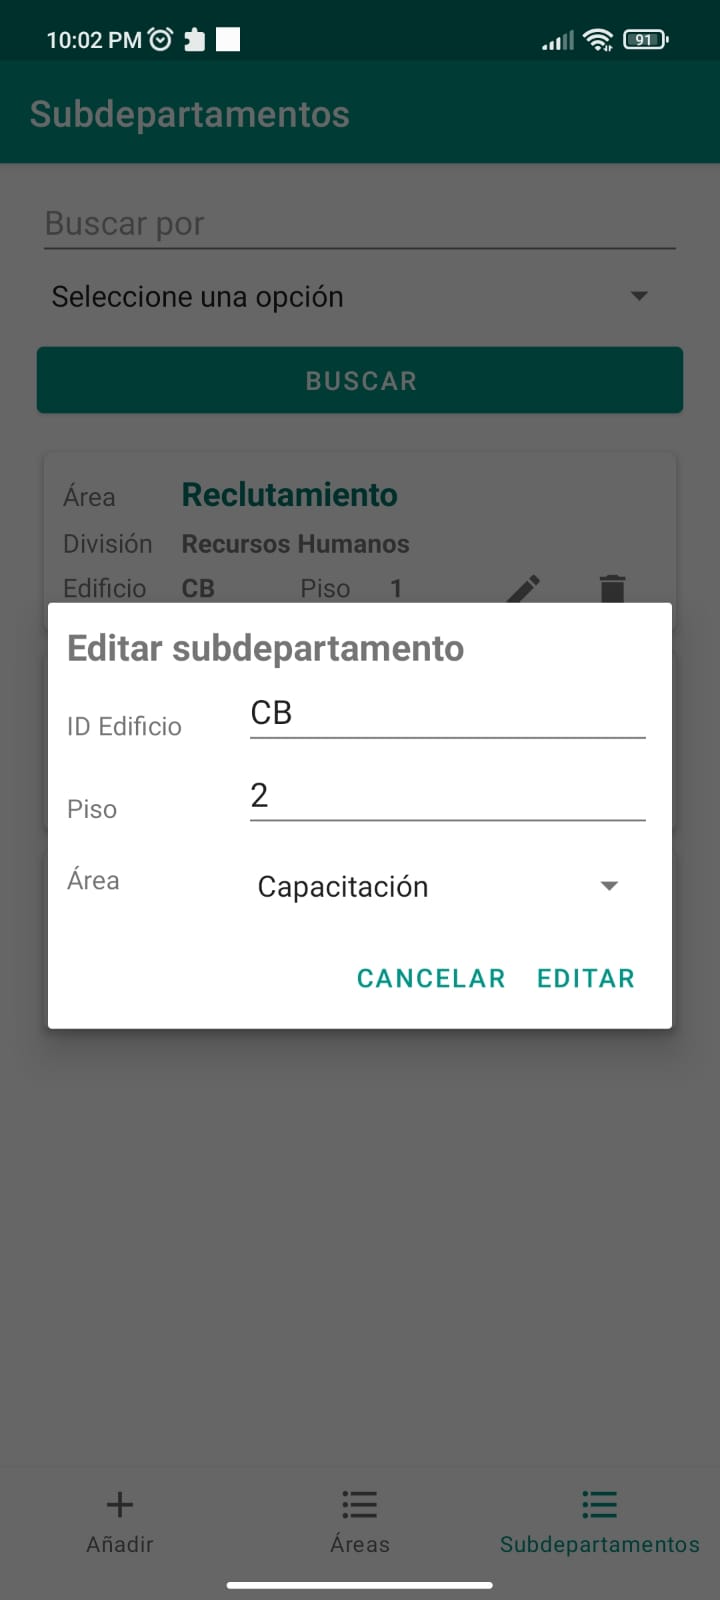 10:02 PM 91
Subdepartamentos
Buscar por
Seleccione una opción
BUSCAR
Área Reclutamiento
División Recursos Humanos
Edificio CB Piso 1
Editar subdepartamento
ID Edificio CB
Piso 2
Área Capacitación
CANCELAR EDITAR
Añadir Áreas Subdepartamentos